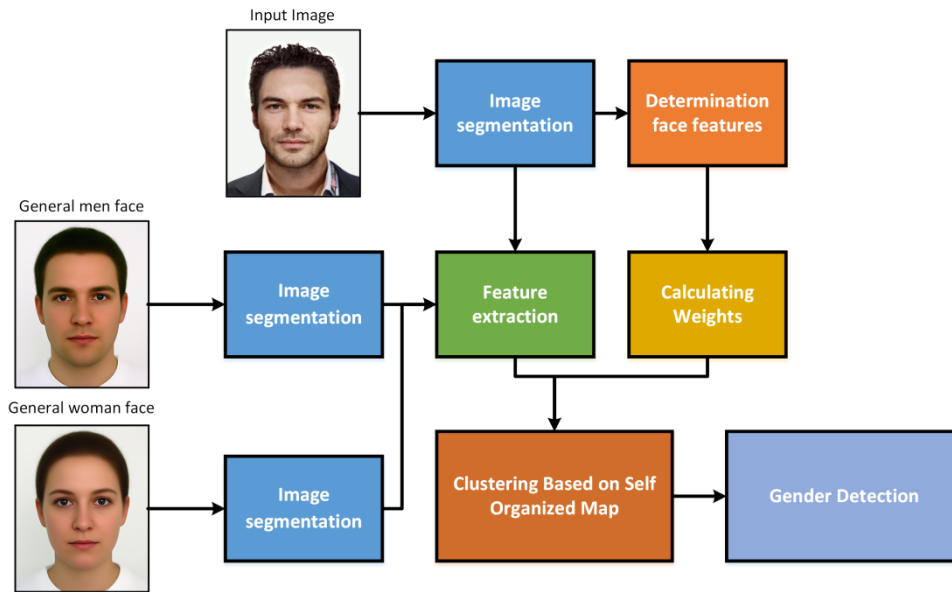 Input Image
Image
segmentation
Determination
face features
General men face
Image
segmentation
Feature
extraction
Calculating
Weights
General woman face
Image
segmentation
Clustering Based on Self
Organized Map
Gender Detection